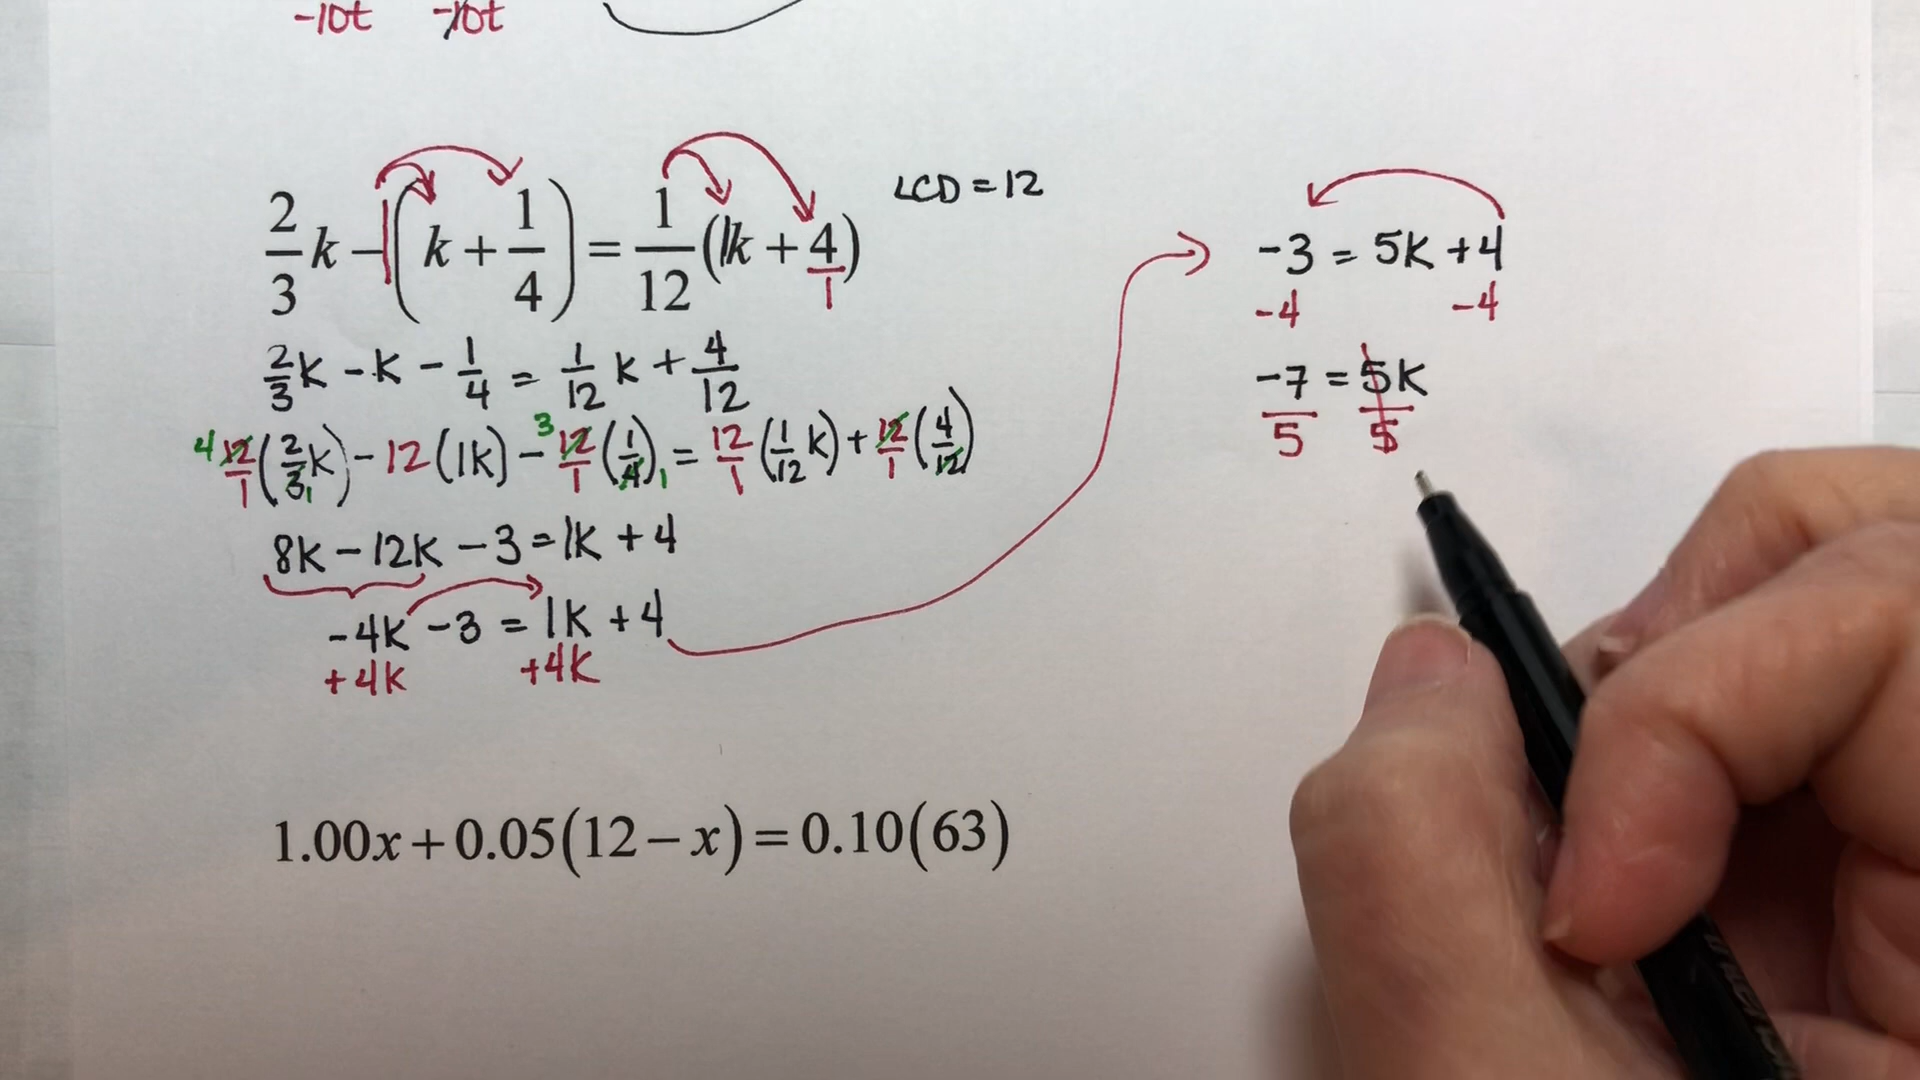 -10t -10t
2/3 k - 1(k + 1/4) = 1/12 (1k + 4/1) LCD = 12
2/3 k - k - 1/4 = 1/12 k + 4/12
4 12/1 (2/3 k) 1 - 12 (1k) - 3 12/1 (1/4) 1 = 12/1 (1/12 k) + 12/1 (4/12)
8k - 12k - 3 = 1k + 4
-4k - 3 = 1k + 4
+4k +4k
-3 = 5k + 4
-4 -4
-7 = 5k
5 5
1.00x + 0.05(12 - x) = 0.10(63)